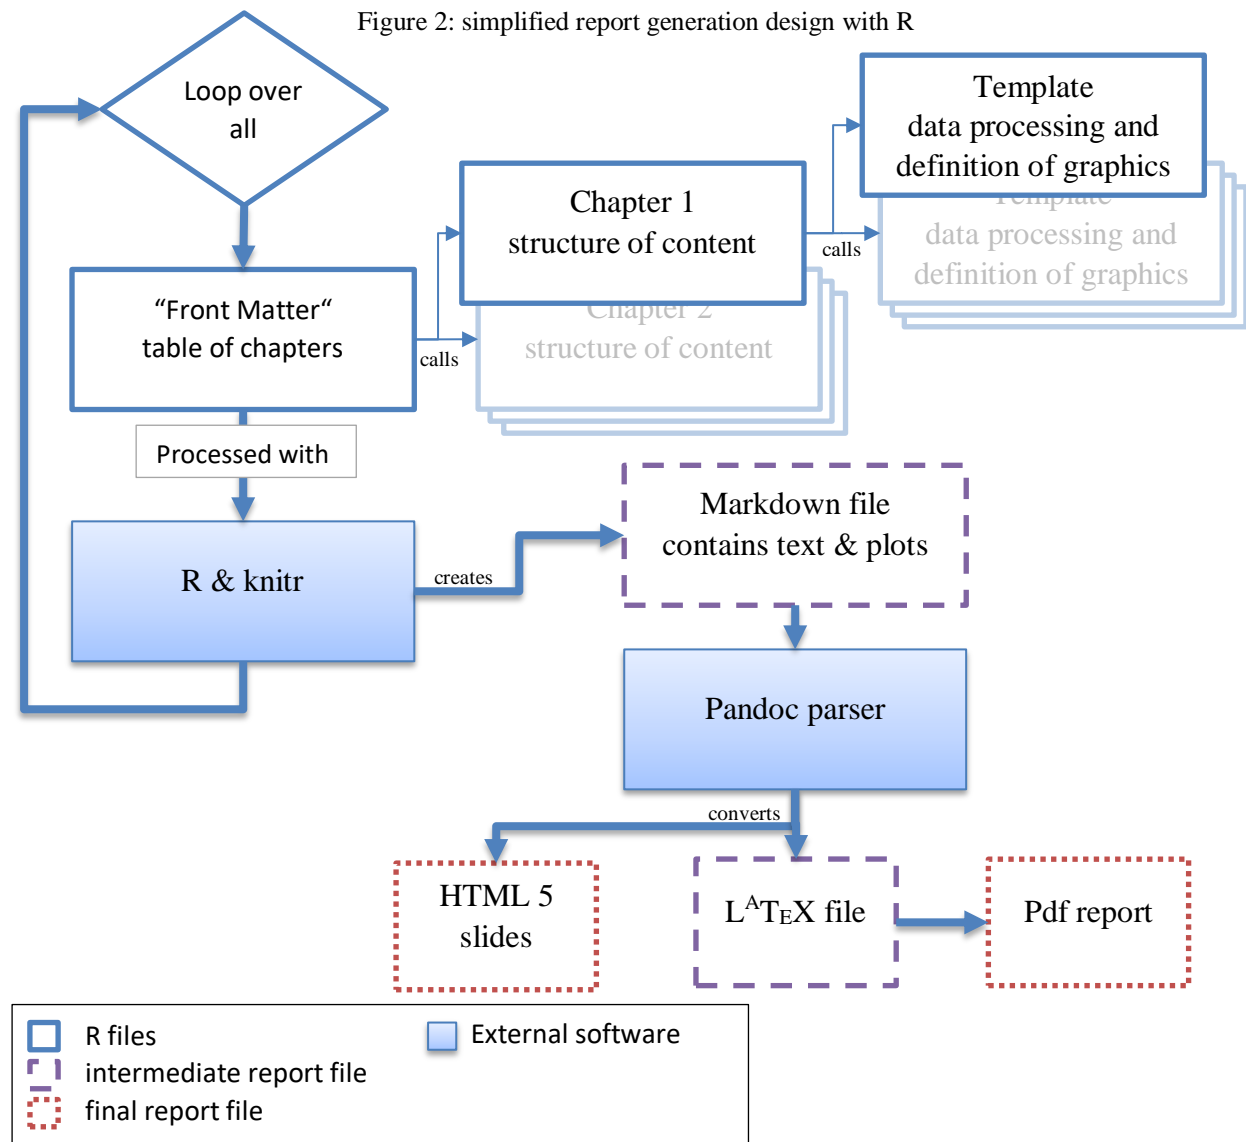 Figure 2: simplified report generation design with R
Loop over
all
Template
data processing and
definition of graphics
Template
data processing and
definition of graphics
Chapter 1
structure of content
calls
“Front Matter“
table of chapters
calls
Chapter 2
structure of content
Processed with
Markdown file
contains text & plots
R & knitr
creates
Pandoc parser
converts
HTML 5
slides
LATEX file
Pdf report
R files
External software
intermediate report file
final report file